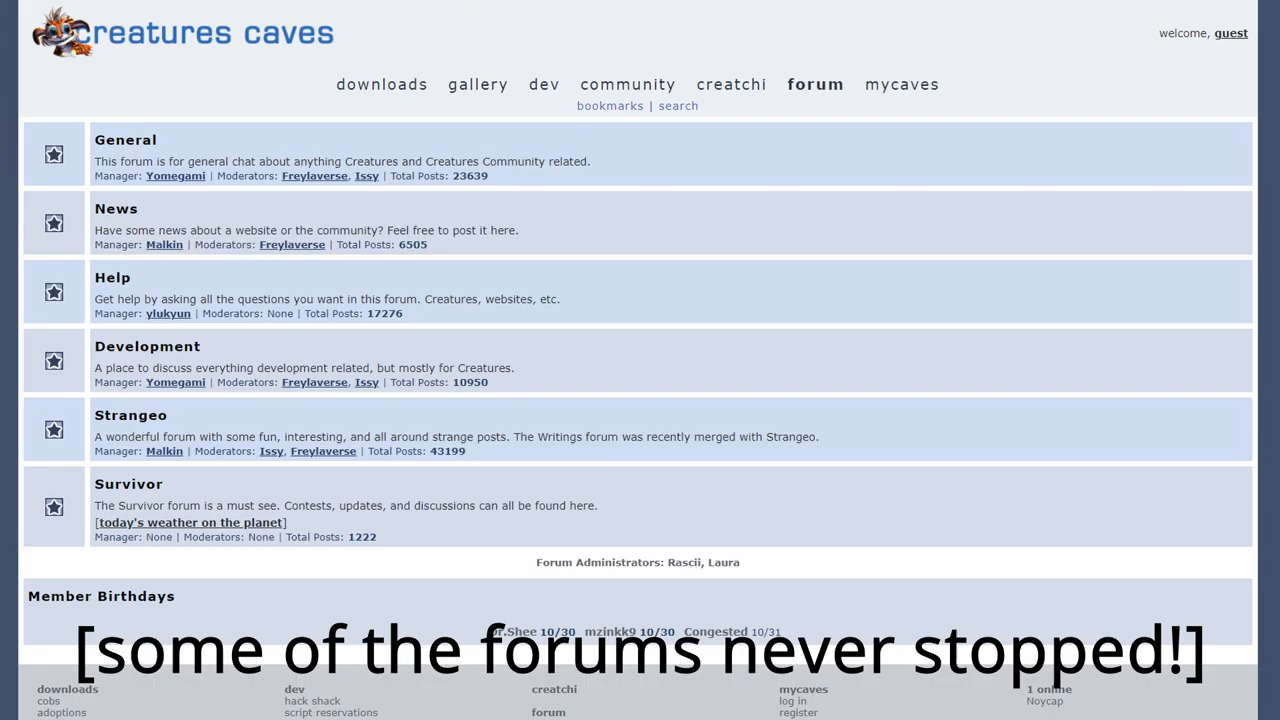 creatures caves
welcome, guest
downloads gallery dev community creatchi forum mycaves
bookmarks | search
General
This forum is for general chat about anything Creatures and Creatures Community related.
Manager: Yomegami | Moderators: Freylaverse, Issy | Total Posts: 23639
News
Have some news about a website or the community? Feel free to post it here.
Manager: Malkin | Moderators: Freylaverse | Total Posts: 6505
Help
Get help by asking all the questions you want in this forum. Creatures, websites, etc.
Manager: ylukyun | Moderators: None | Total Posts: 17276
Development
A place to discuss everything development related, but mostly for Creatures.
Manager: Yomegami | Moderators: Freylaverse, Issy | Total Posts: 10950
Strangeo
A wonderful forum with some fun, interesting, and all around strange posts. The Writings forum was recently merged with Strangeo.
Manager: Malkin | Moderators: Issy, Freylaverse | Total Posts: 43199
Survivor
The Survivor forum is a must see. Contests, updates, and discussions can all be found here.
[today's weather on the planet]
Manager: None | Moderators: None | Total Posts: 1222
Forum Administrators: Rascii, Laura
Member Birthdays
10/30 mzinkk9 10/30 Congested 10/31
[some of the forums never stopped!]
downloads dev creatchi mycaves 1 online
cobs hack shack log in Noycap
adoptions script reservations forum register